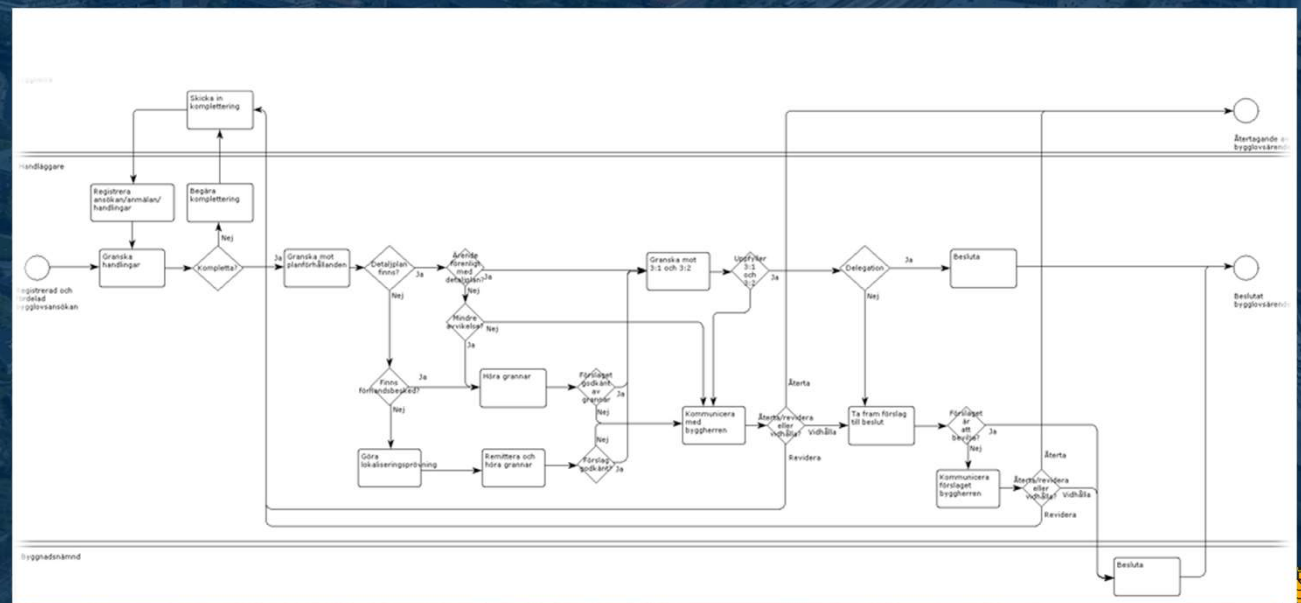 Skicka in
komplettering
Återtagande
bygglovsärend
Handläggare
Registrera
ansökan/anmälan/
handlingar
Begära
komplettering
Nej
Granska
handlingar
Kompletta?
Ja
Granska mot
planförhållanden
Detaljplan
finns?
Ja
Ärende
förenligt
med
detaljplan?
Ja
Granska mot
3:1 och 3:2
Uppfyller
3:1
och
3:2
Ja
Delegation
Ja
Besluta
Registrerad och
fördelad
bygglovsansökan
Nej
Nej
Nej
Beslutat
bygglovsärend
Mindre
avvikelse?
Nej
Ja
Finns
förhandsbesked?
Ja
Höra grannar
Förslaget
godkänt
av
grannar
Ja
Återta
Nej
Nej
Kommunicera
med
byggherren
Återta/revidera
eller
vidhålla?
Vidhålla
Ta fram förslag
till beslut
Förslaget
är
att
bevilja?
Ja
Nej
Nej
Göra
lokaliseringsprövning
Remittera och
höra grannar
Förslag
godkänt?
Ja
Revidera
Återta
Kommunicera
förslaget
byggherren
Återta/revidera
eller
vidhålla?
Vidhålla
Revidera
Byggnadsnämnd
Besluta